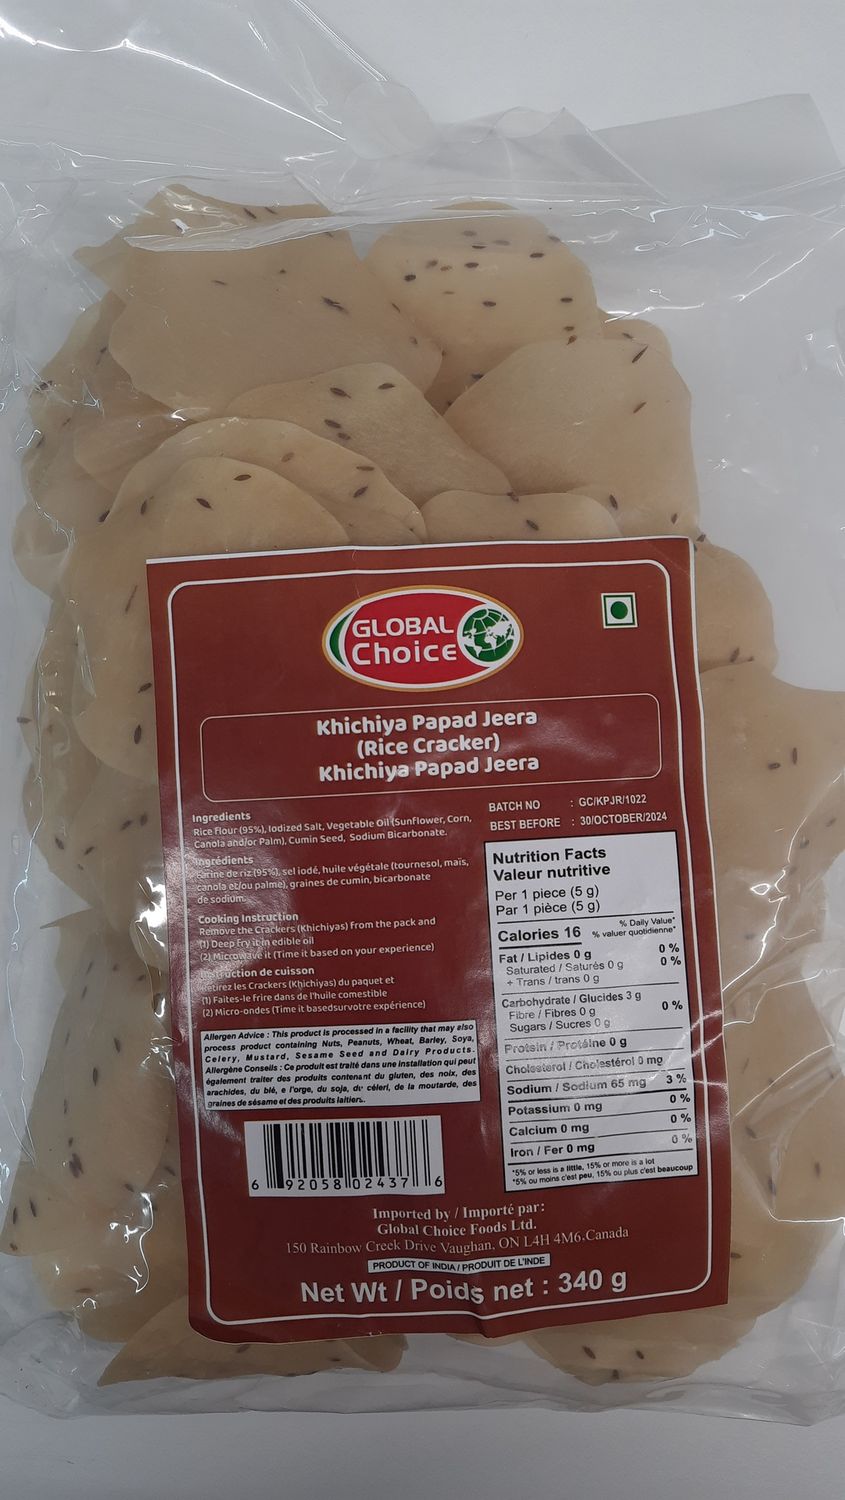 GLOBAL
Choice
Khichiya Papad Jeera
(Rice Cracker)
Khichiya Papad Jeera
Ingredients
Rice Flour (95%), Iodized Salt, Vegetable Oil (Sunflower, Corn,
Canola and/or Palm), Cumin Seed, Sodium Bicarbonate.
Ingrédients
Farine de riz (95%), sel iodé, huile végétale (tournesol, maïs,
canola et/ou palme), graines de cumin, bicarbonate
de sodium.
Cooking Instruction
Remove the Crackers (Khichiyas) from the pack and
(1) Deep fry it in edible oil
(2) Microwave it (Time it based on your experience)
Instruction de cuisson
Retirez les Crackers (Khichiyas) du paquet et
(1) Faites-le frire dans de l'huile comestible
(2) Micro-ondes (Time it basedsurvotre expérience)
Allergen Advice : This product is processed in a facility that may also
process product containing Nuts, Peanuts, Wheat, Barley, Soya,
Celery, Mustard, Sesame Seed and Dairy Products.
Allergène Conseils : Ce produit est traité dans une installation qui peut
également traiter des produits contenant du gluten, des noix, des
arachides, du blé, e l'orge, du soja, du céleri, de la moutarde, des
graines de sésame et des produits laitiers.
6 92058 02437 6
BATCH NO : GC/KPJR/1022
BEST BEFORE : 30/OCTOBER/2024
Nutrition Facts
Valeur nutritive
Per 1 piece (5 g)
Par 1 pièce (5 g)
% Daily Value*
Calories 16 % valuer quotidienne*
Fat / Lipides 0 g 0 %
Saturated / Saturés 0 g 0 %
+ Trans / trans 0 g
Carbohydrate / Glucides 3 g
Fibre / Fibres 0 g 0 %
Sugars / Sucres 0 g
Protein / Protéine 0 g
Cholesterol / Cholestérol 0 mg
Sodium / Sodium 65 mg 3 %
Potassium 0 mg 0 %
Calcium 0 mg 0 %
Iron / Fer 0 mg 0 %
*5% or less is a little, 15% or more is a lot
*5% ou moins c'est peu, 15% ou plus c'est beaucoup
Imported by / Importé par:
Global Choice Foods Ltd.
150 Rainbow Creek Drive Vaughan, ON L4H 4M6.Canada
PRODUCT OF INDIA / PRODUIT DE L'INDE
Net Wt / Poids net : 340 g